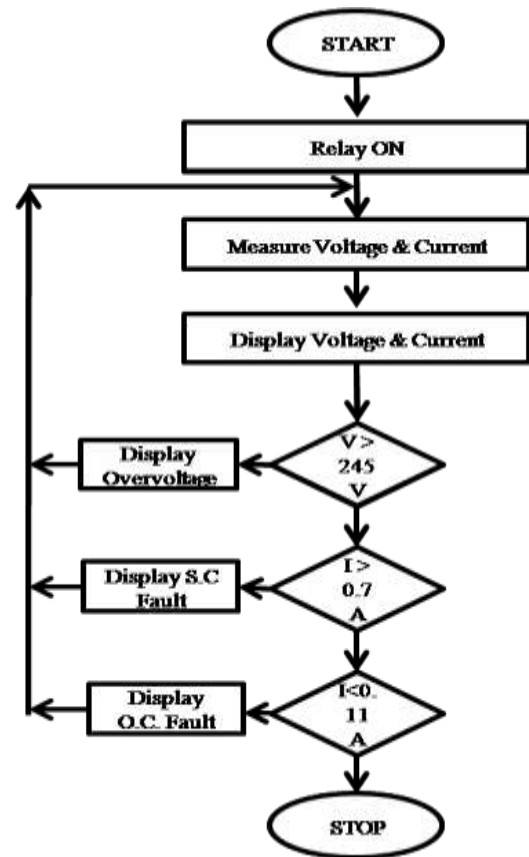 START
Relay ON
Measure Voltage & Current
Display Voltage & Current
V >
245
V
Display
Overvoltage
I >
0.7
A
Display S.C
Fault
I<0.
11
A
Display
O.C. Fault
STOP